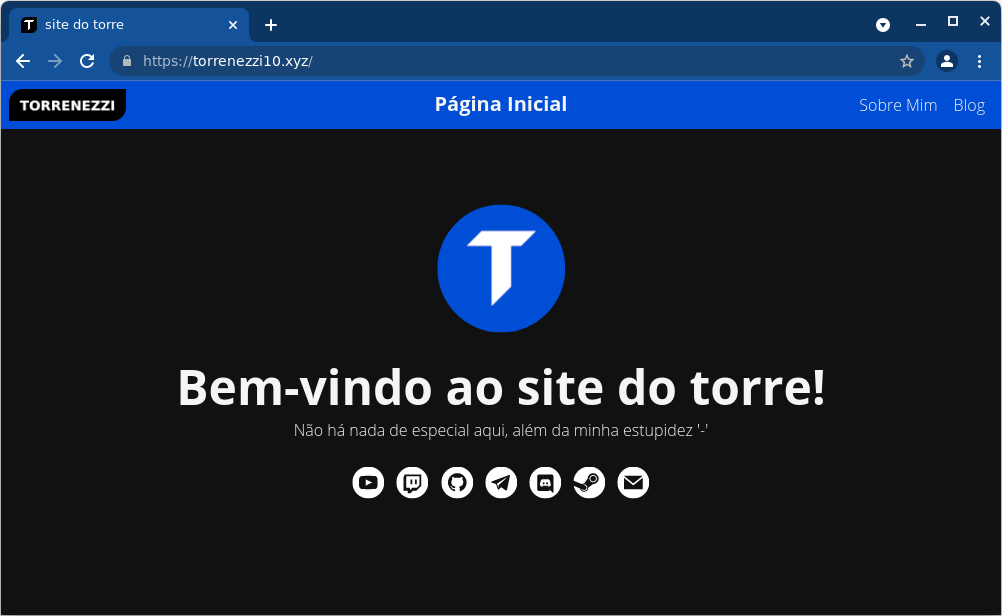 site do torre
https://torrenezzi10.xyz/
TORRENEZZI
Página Inicial
Sobre Mim
Blog
Bem-vindo ao site do torre!
Não há nada de especial aqui, além da minha estupidez '-'